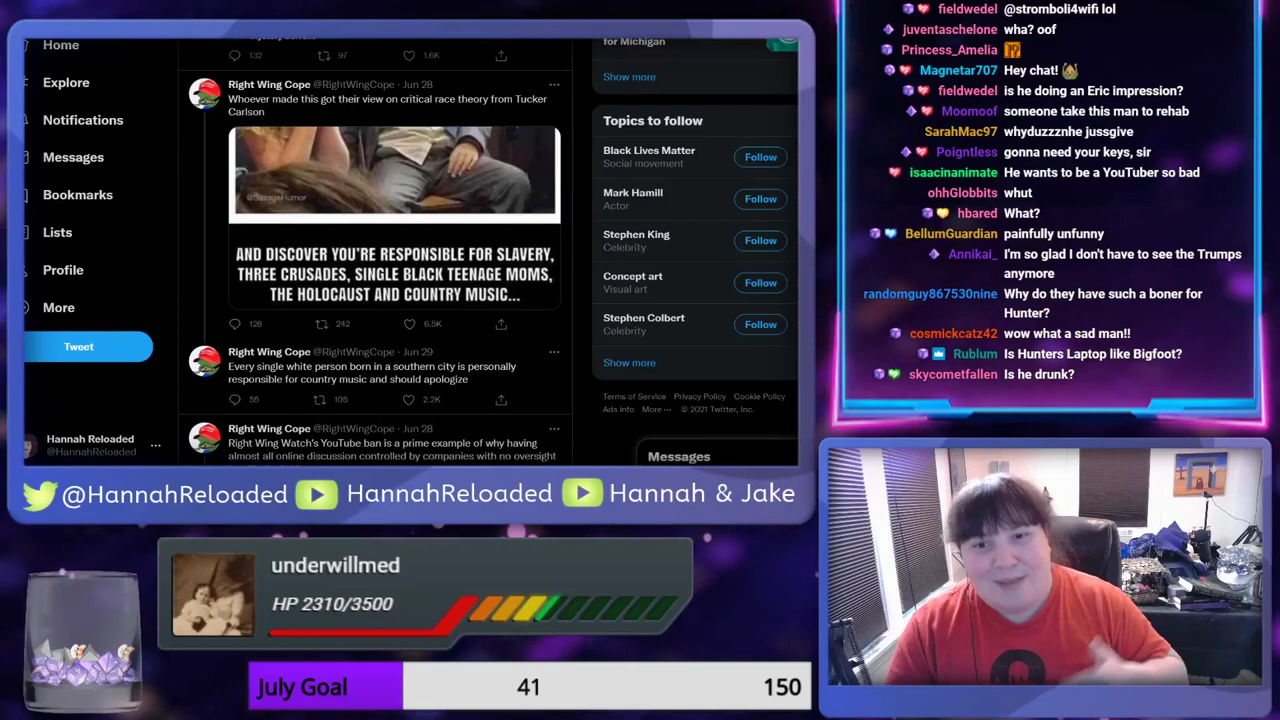 Home
Explore
Notifications
Messages
Bookmarks
Lists
Profile
More
Tweet
Hannah Reloaded
@HannahReloaded
132 97 1.6K
Right Wing Cope @RightWingCope · Jun 28
Whoever made this got their view on critical race theory from Tucker
Carlson
@SavageHumor
AND DISCOVER YOU'RE RESPONSIBLE FOR SLAVERY,
THREE CRUSADES, SINGLE BLACK TEENAGE MOMS,
THE HOLOCAUST AND COUNTRY MUSIC...
128 242 6.5K
Right Wing Cope @RightWingCope · Jun 29
Every single white person born in a southern city is personally
responsible for country music and should apologize
55 105 2.2K
Right Wing Cope @RightWingCope · Jun 28
Right Wing Watch's YouTube ban is a prime example of why having
almost all online discussion controlled by companies with no oversight
for Michigan
Show more
Topics to follow
Black Lives Matter
Social movement
Follow
Mark Hamill
Actor
Follow
Stephen King
Celebrity
Follow
Concept art
Visual art
Follow
Stephen Colbert
Celebrity
Follow
Show more
Terms of Service Privacy Policy Cookie Policy
Ads info More ··· © 2021 Twitter, Inc.
Messages
fieldwedel @stromboli4wifi lol
juventaschelone wha? oof
Princess_Amelia
Magnetar707 Hey chat!
fieldwedel is he doing an Eric impression?
Moomoof someone take this man to rehab
SarahMac97 whyduzzznhe jussgive
Poigntless gonna need your keys, sir
isaacinanimate He wants to be a YouTuber so bad
ohhGlobbits whut
hbared What?
BellumGuardian painfully unfunny
Annikai_ I'm so glad I don't have to see the Trumps
anymore
randomguy867530nine Why do they have such a boner for
Hunter?
cosmickatz42 wow what a sad man!!
Rublum Is Hunters Laptop like Bigfoot?
skycometfallen Is he drunk?
@HannahReloaded HannahReloaded Hannah & Jake
underwillmed
HP 2310/3500
July Goal 41 150